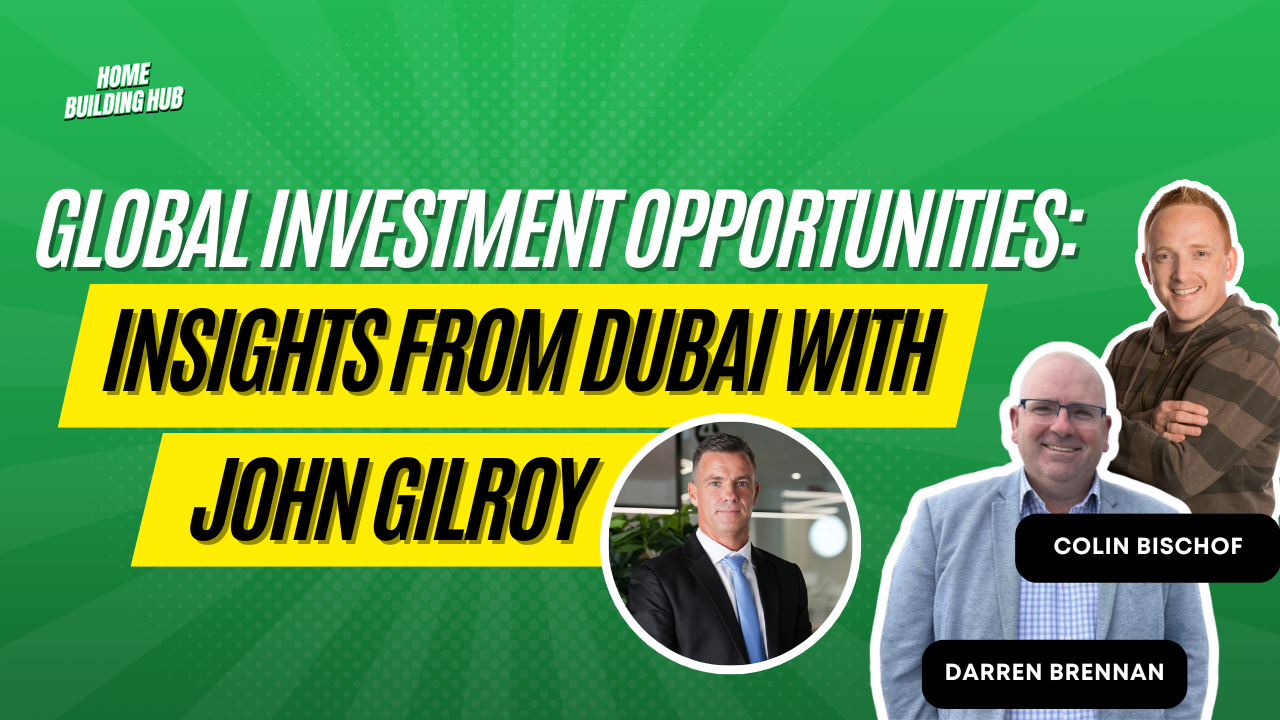 HOME
BUILDING HUB
GLOBAL INVESTMENT OPPORTUNITIES:
INSIGHTS FROM DUBAI WITH
JOHN GILROY
COLIN BISCHOF
DARREN BRENNAN